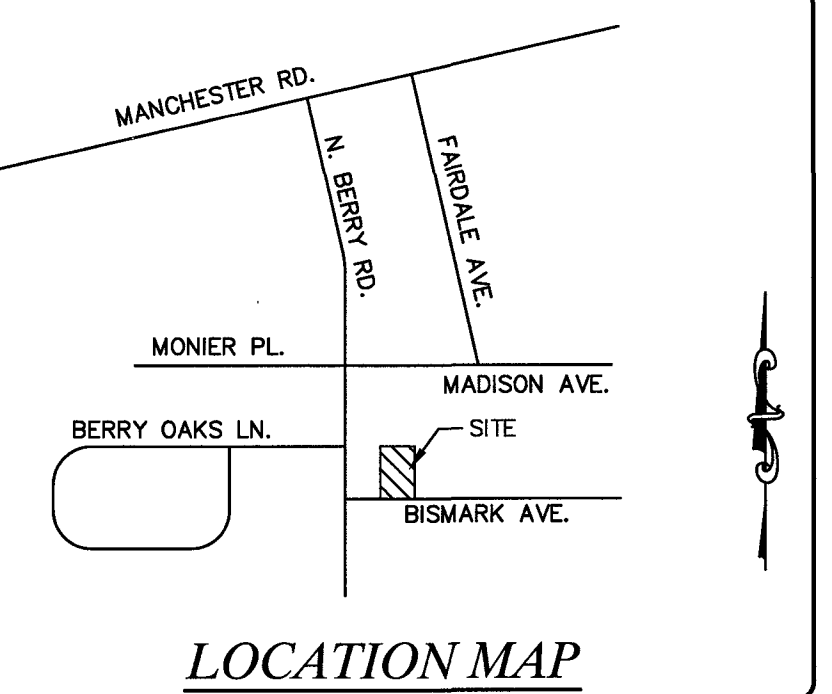 MANCHESTER RD.
N. BERRY RD.
FAIRDALE AVE.
MONIER PL.
MADISON AVE.
BERRY OAKS LN.
SITE
BISMARK AVE.
LOCATION MAP